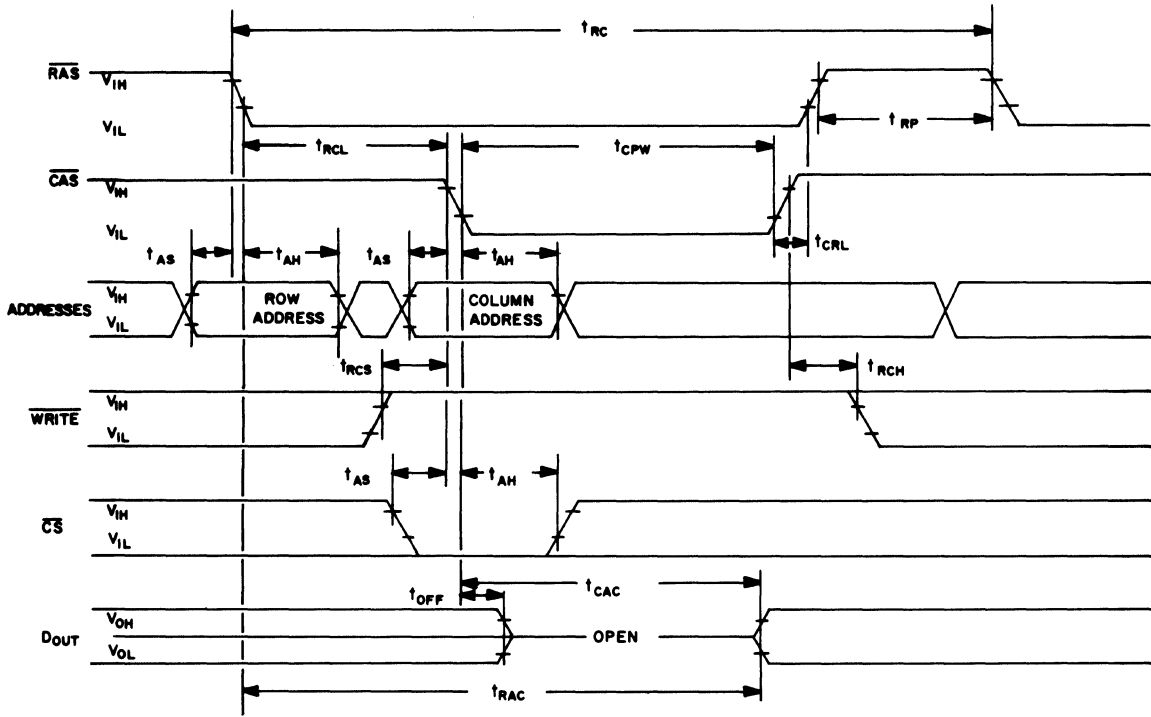 tRC
RAS VIH
VIL
tRP
tRCL
tCPW
CAS VIH
VIL
tCRL
tAS tAH tAS tAH
ADDRESSES VIH
VIL
ROW
ADDRESS
COLUMN
ADDRESS
tRCS
tRCH
WRITE VIH
VIL
tAS tAH
CS VIH
VIL
tCAC
tOFF
DOUT VOH
VOL
OPEN
tRAC